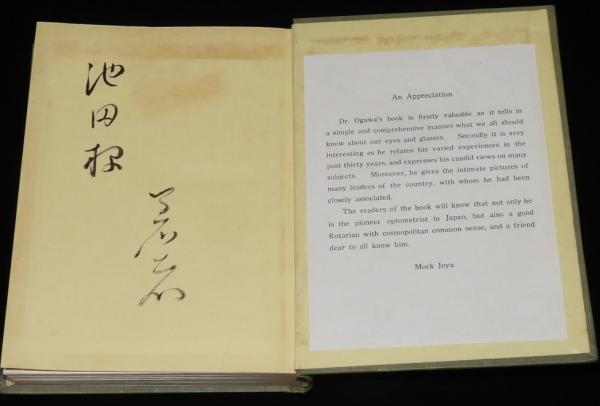 池田様
著者
An Appreciation
Dr. Ogawa's book is firstly valuable as it tells in
a simple and comprehensive manner what we all should
know about our eyes and glasses. Secondly it is very
interesting as he relates his varied experiences in the
past thirty years, and expresses his candid views on many
subjects. Moreover, he gives the intimate pictures of
many leaders of the country, with whom he had been
closely associated.
The readers of the book will know that not only he
is the pioneer optometrist in Japan, but also a good
Rotarian with cosmopolitan common sense, and a friend
dear to all know him.
Mock Joya